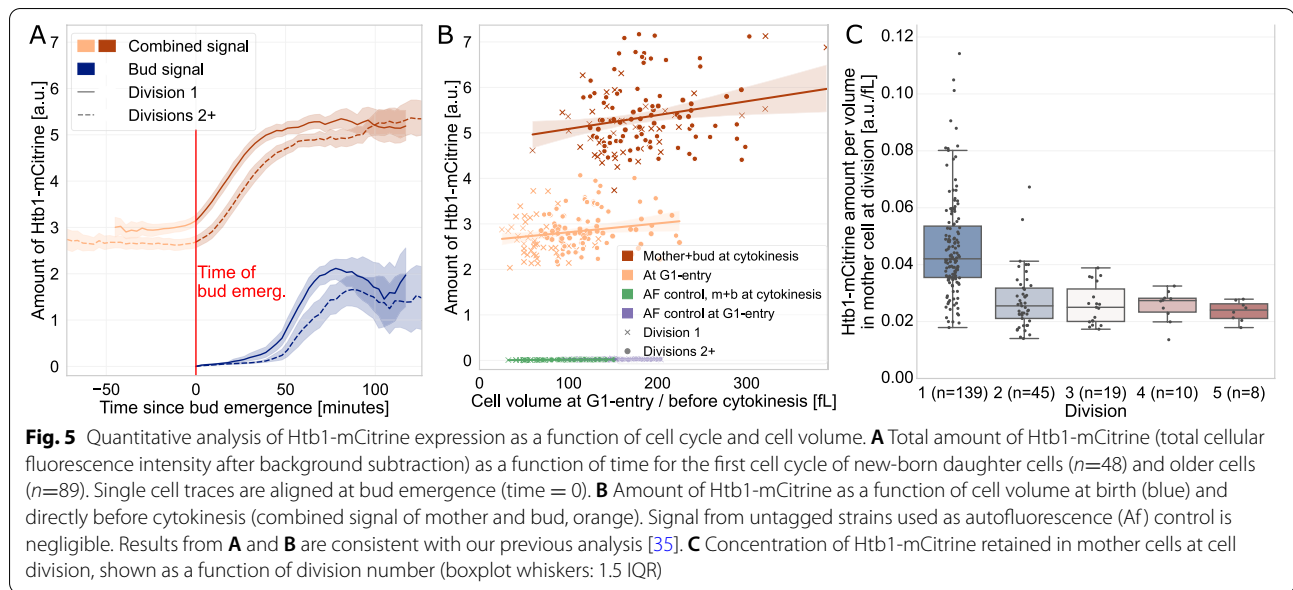 A
Combined signal
Bud signal
Division 1
Divisions 2+
Amount of Htb1-mCitrine [a.u.]
7
6
5
4
3
2
1
0
Time of
bud emerg.
−50
0
50
100
Time since bud emergence [minutes]
B
Amount of Htb1-mCitrine [a.u.]
7
6
5
4
3
2
1
0
Mother+bud at cytokinesis
At G1-entry
AF control, m+b at cytokinesis
AF control at G1-entry
Division 1
Divisions 2+
0
100
200
300
Cell volume at G1-entry / before cytokinesis [fL]
C
Htb1-mCitrine amount per volume
in mother cell at division [a.u./fL]
0.12
0.10
0.08
0.06
0.04
0.02
0.00
1 (n=139) 2 (n=45) 3 (n=19) 4 (n=10) 5 (n=8)
Division
Fig. 5 Quantitative analysis of Htb1-mCitrine expression as a function of cell cycle and cell volume. A Total amount of Htb1-mCitrine (total cellular
fluorescence intensity after background subtraction) as a function of time for the first cell cycle of new-born daughter cells (n=48) and older cells
(n=89). Single cell traces are aligned at bud emergence (time = 0). B Amount of Htb1-mCitrine as a function of cell volume at birth (blue) and
directly before cytokinesis (combined signal of mother and bud, orange). Signal from untagged strains used as autofluorescence (Af) control is
negligible. Results from A and B are consistent with our previous analysis [35]. C Concentration of Htb1-mCitrine retained in mother cells at cell
division, shown as a function of division number (boxplot whiskers: 1.5 IQR)